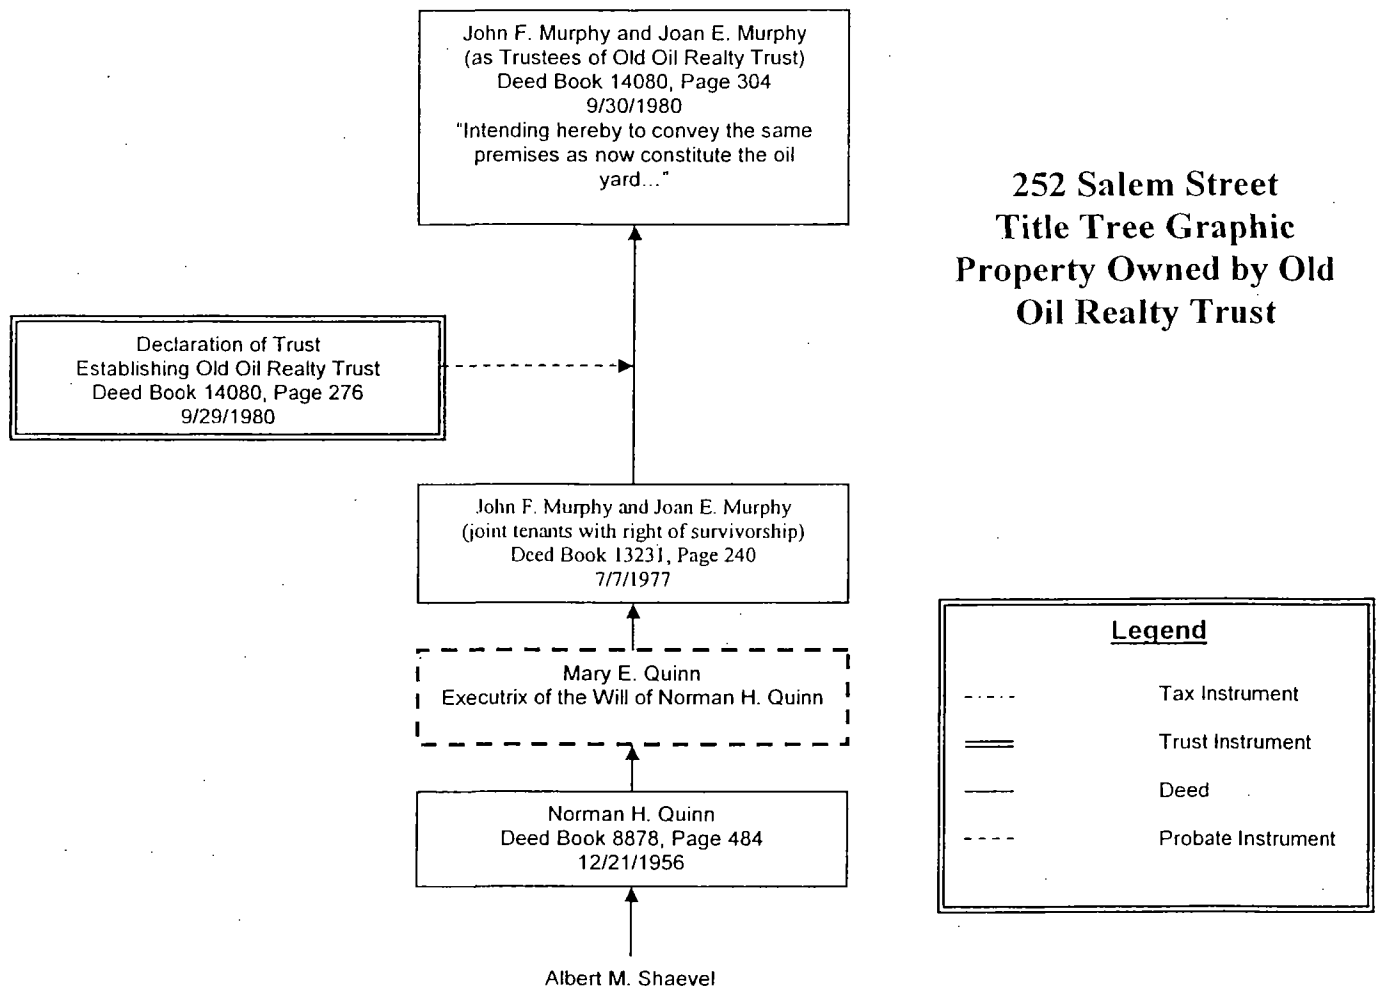 John F. Murphy and Joan E. Murphy
(as Trustees of Old Oil Realty Trust)
Deed Book 14080, Page 304
9/30/1980
"Intending hereby to convey the same
premises as now constitute the oil
yard..."
252 Salem Street
Title Tree Graphic
Property Owned by Old
Oil Realty Trust
Declaration of Trust
Establishing Old Oil Realty Trust
Deed Book 14080, Page 276
9/29/1980
John F. Murphy and Joan E. Murphy
(joint tenants with right of survivorship)
Deed Book 13231, Page 240
7/7/1977
Mary E. Quinn
Executrix of the Will of Norman H. Quinn
Norman H. Quinn
Deed Book 8878, Page 484
12/21/1956
Albert M. Shaevel
Legend
Tax Instrument
Trust Instrument
Deed
Probate Instrument